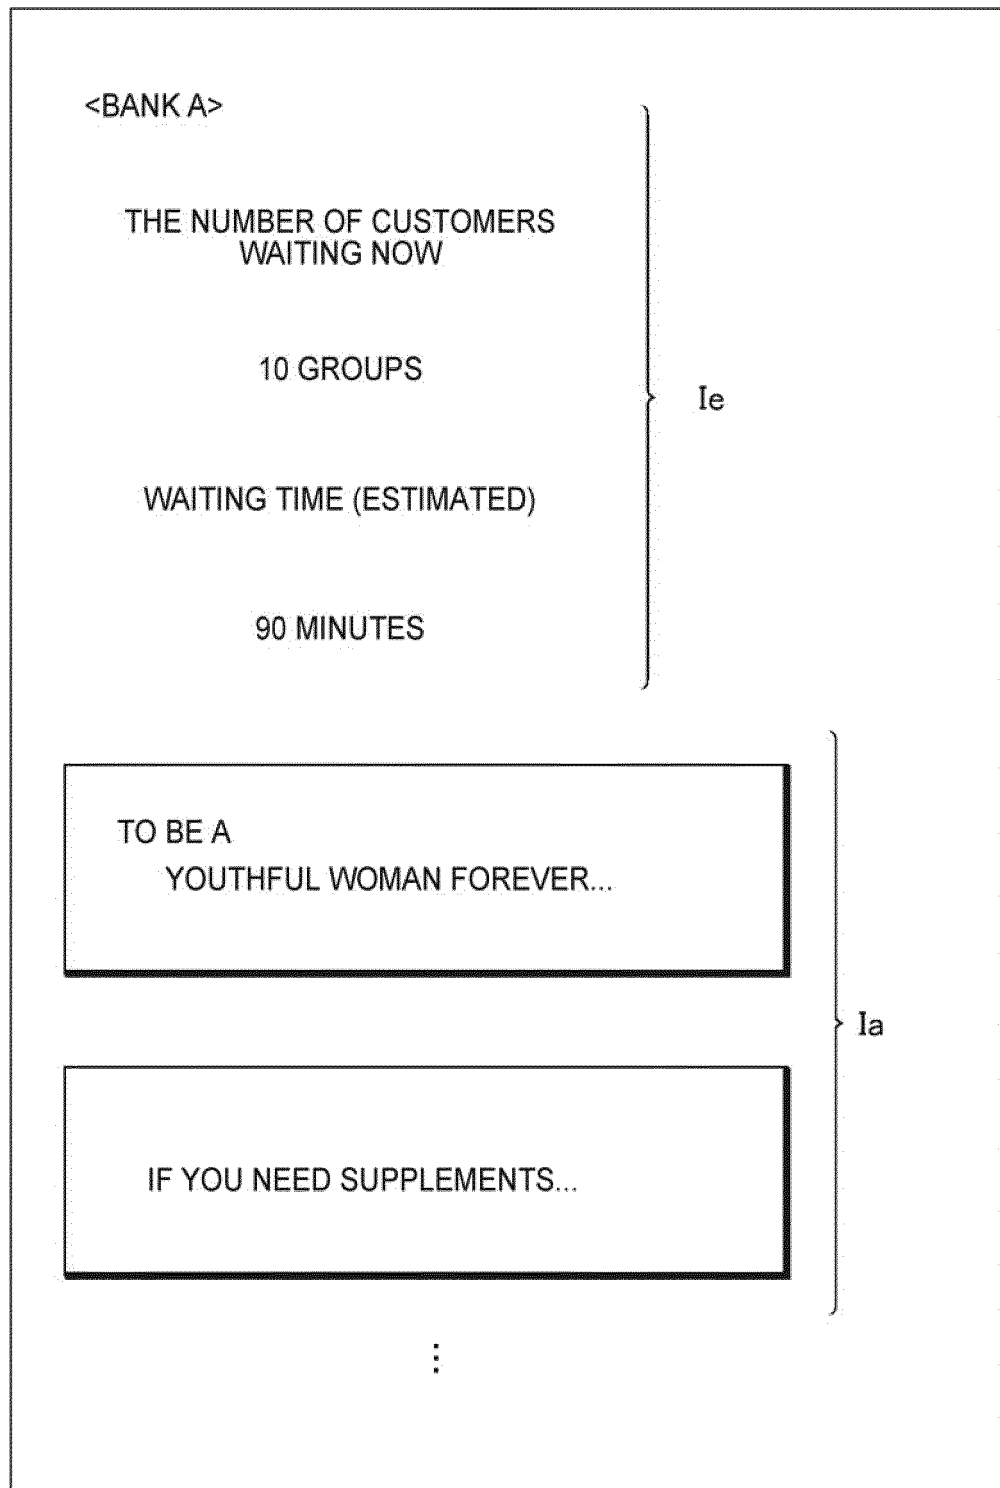 <BANK A>
THE NUMBER OF CUSTOMERS
WAITING NOW
10 GROUPS
Ie
WAITING TIME (ESTIMATED)
90 MINUTES
TO BE A
YOUTHFUL WOMAN FOREVER...
Ia
IF YOU NEED SUPPLEMENTS...
⋮